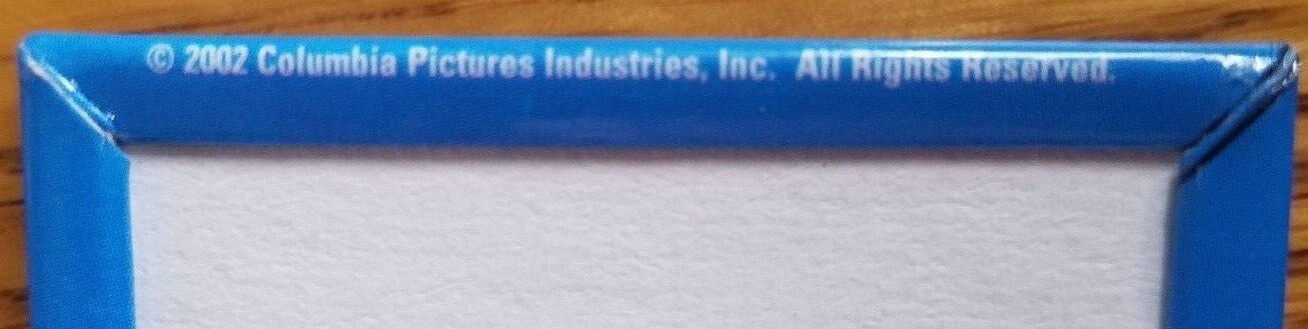 © 2002 Columbia Pictures Industries, Inc. All Rights Reserved.